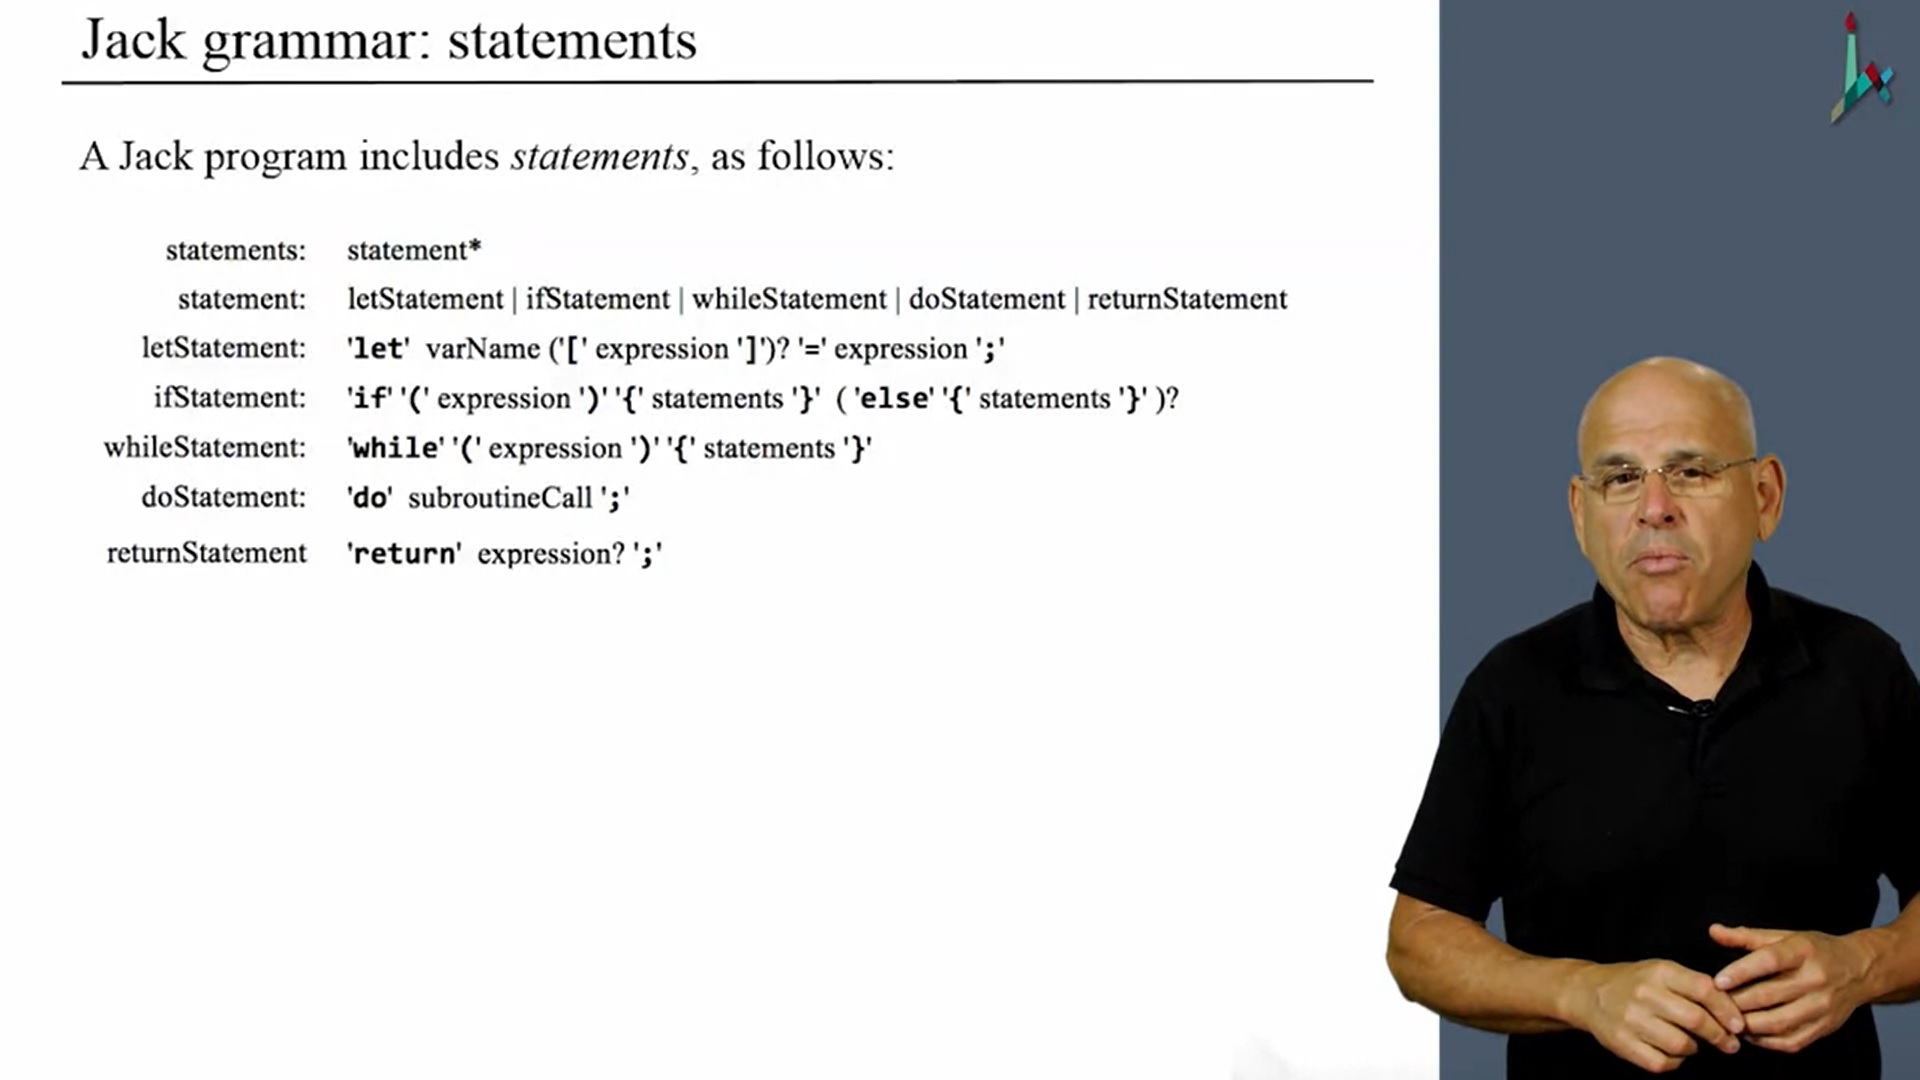 Jack grammar: statements
A Jack program includes statements, as follows:
statements: statement*
statement: letStatement | ifStatement | whileStatement | doStatement | returnStatement
letStatement: 'let' varName ('[' expression ']')? '=' expression ';'
ifStatement: 'if' '(' expression ')' '{' statements '}' ( 'else' '{' statements '}' )?
whileStatement: 'while' '(' expression ')' '{' statements '}'
doStatement: 'do' subroutineCall ';'
returnStatement 'return' expression? ';'